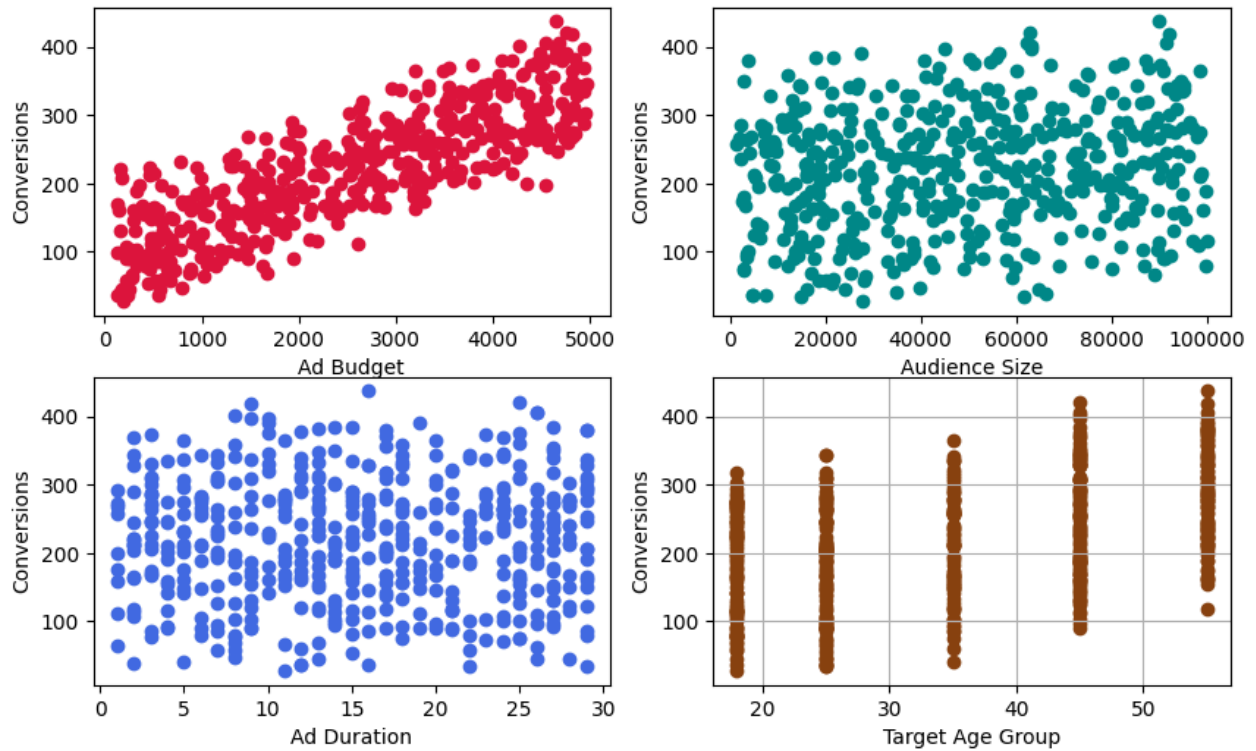 400
300
200
100
Conversions
0 1000 2000 3000 4000 5000
Ad Budget
400
300
200
100
Conversions
0 20000 40000 60000 80000 100000
Audience Size
400
300
200
100
Conversions
0 5 10 15 20 25 30
Ad Duration
400
300
200
100
Conversions
20 30 40 50
Target Age Group